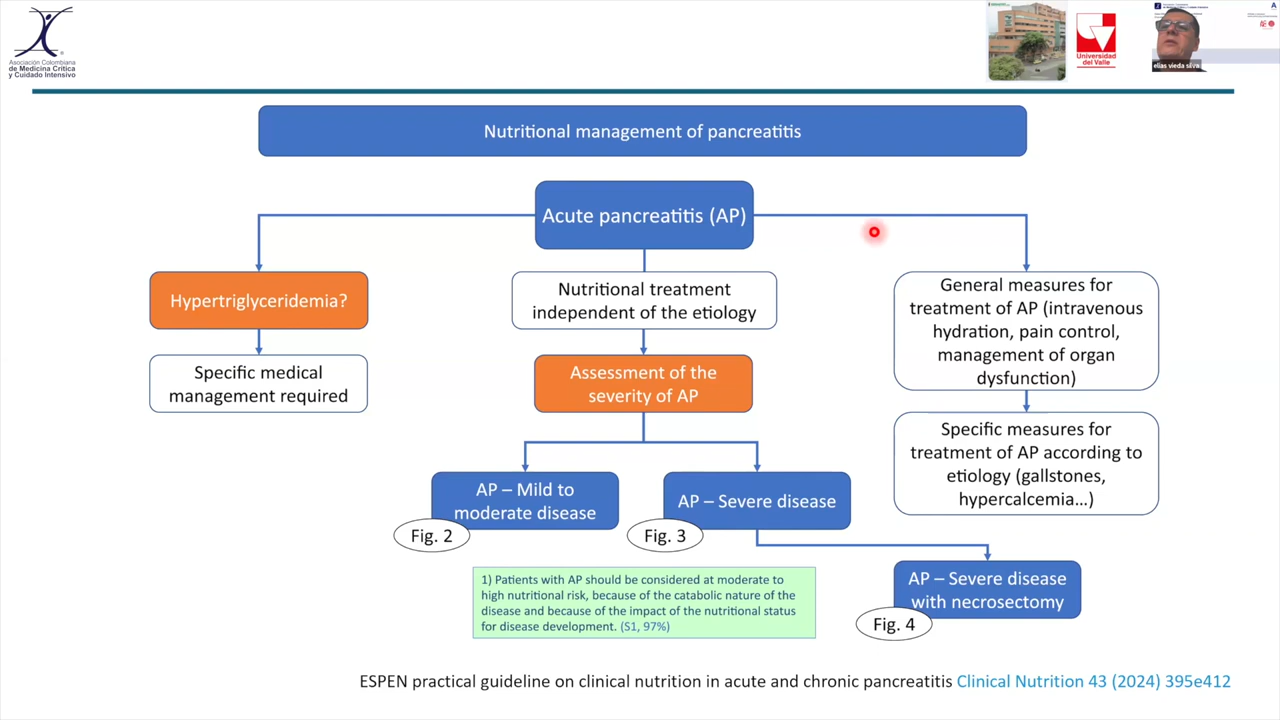 Asociación Colombiana
de Medicina Crítica
y Cuidado Intensivo
Universidad
del Valle
elias vieda silva
Nutritional management of pancreatitis
Acute pancreatitis (AP)
Hypertriglyceridemia?
Specific medical
management required
Nutritional treatment
independent of the etiology
Assessment of the
severity of AP
General measures for
treatment of AP (intravenous
hydration, pain control,
management of organ
dysfunction)
Specific measures for
treatment of AP according to
etiology (gallstones,
hypercalcemia…)
AP – Mild to
moderate disease
Fig. 2
AP – Severe disease
Fig. 3
AP – Severe disease
with necrosectomy
Fig. 4
1) Patients with AP should be considered at moderate to
high nutritional risk, because of the catabolic nature of the
disease and because of the impact of the nutritional status
for disease development. (S1, 97%)
ESPEN practical guideline on clinical nutrition in acute and chronic pancreatitis Clinical Nutrition 43 (2024) 395e412